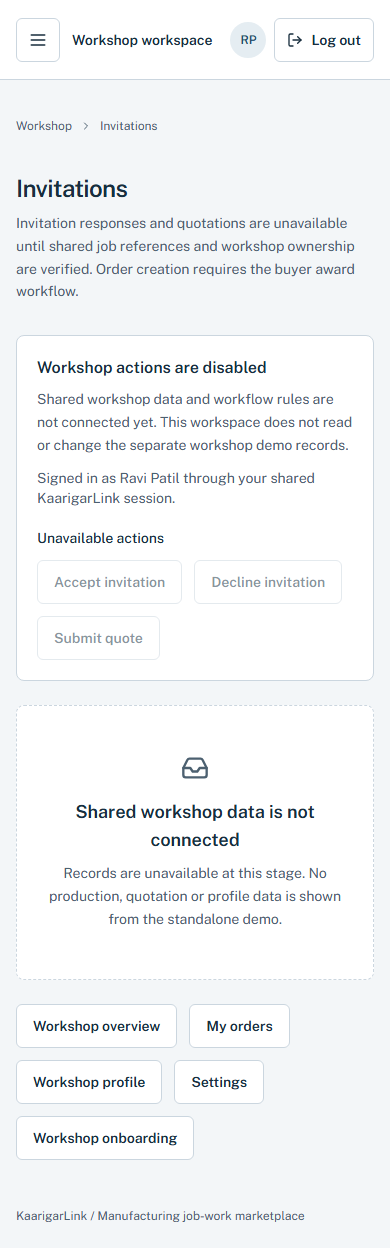 Workshop workspace
RP
Log out
Workshop > Invitations
Invitations
Invitation responses and quotations are unavailable
until shared job references and workshop ownership
are verified. Order creation requires the buyer award
workflow.
Workshop actions are disabled
Shared workshop data and workflow rules are
not connected yet. This workspace does not read
or change the separate workshop demo records.
Signed in as Ravi Patil through your shared
KaarigarLink session.
Unavailable actions
Accept invitation
Decline invitation
Submit quote
Shared workshop data is not
connected
Records are unavailable at this stage. No
production, quotation or profile data is shown
from the standalone demo.
Workshop overview
My orders
Workshop profile
Settings
Workshop onboarding
KaarigarLink / Manufacturing job-work marketplace